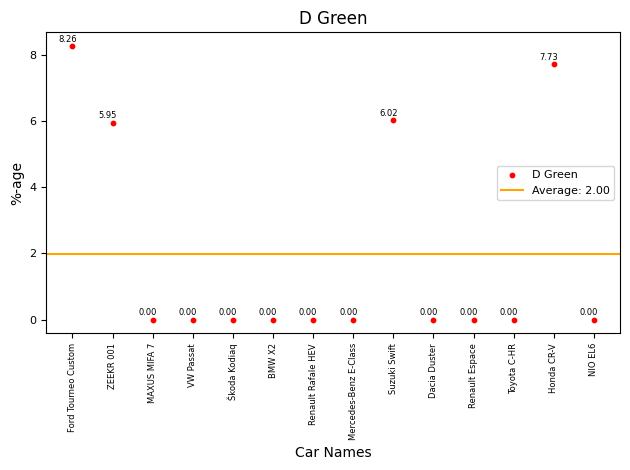 D Green
%-age
8
6
4
2
0
8.26
5.95
0.00
0.00
0.00
0.00
0.00
0.00
6.02
0.00
0.00
0.00
7.73
0.00
D Green
Average: 2.00
Ford Tourneo Custom
ZEEKR 001
MAXUS MIFA 7
VW Passat
Škoda Kodiaq
BMW X2
Renault Rafale HEV
Mercedes-Benz E-Class
Suzuki Swift
Dacia Duster
Renault Espace
Toyota C-HR
Honda CR-V
NIO EL6
Car Names